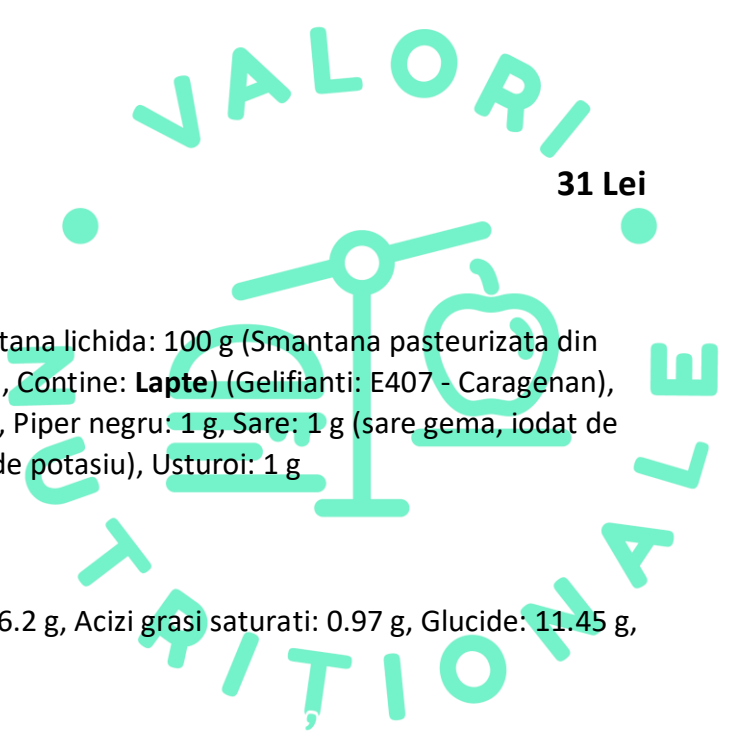 VALORI
31 Lei
tana lichida: 100 g (Smantana pasteurizata din
, Contine: Lapte) (Gelifianti: E407 - Caragenan),
, Piper negru: 1 g, Sare: 1 g (sare gema, iodat de
de potasiu), Usturoi: 1 g
6.2 g, Acizi grasi saturati: 0.97 g, Glucide: 11.45 g,
NUTRIȚIONALE